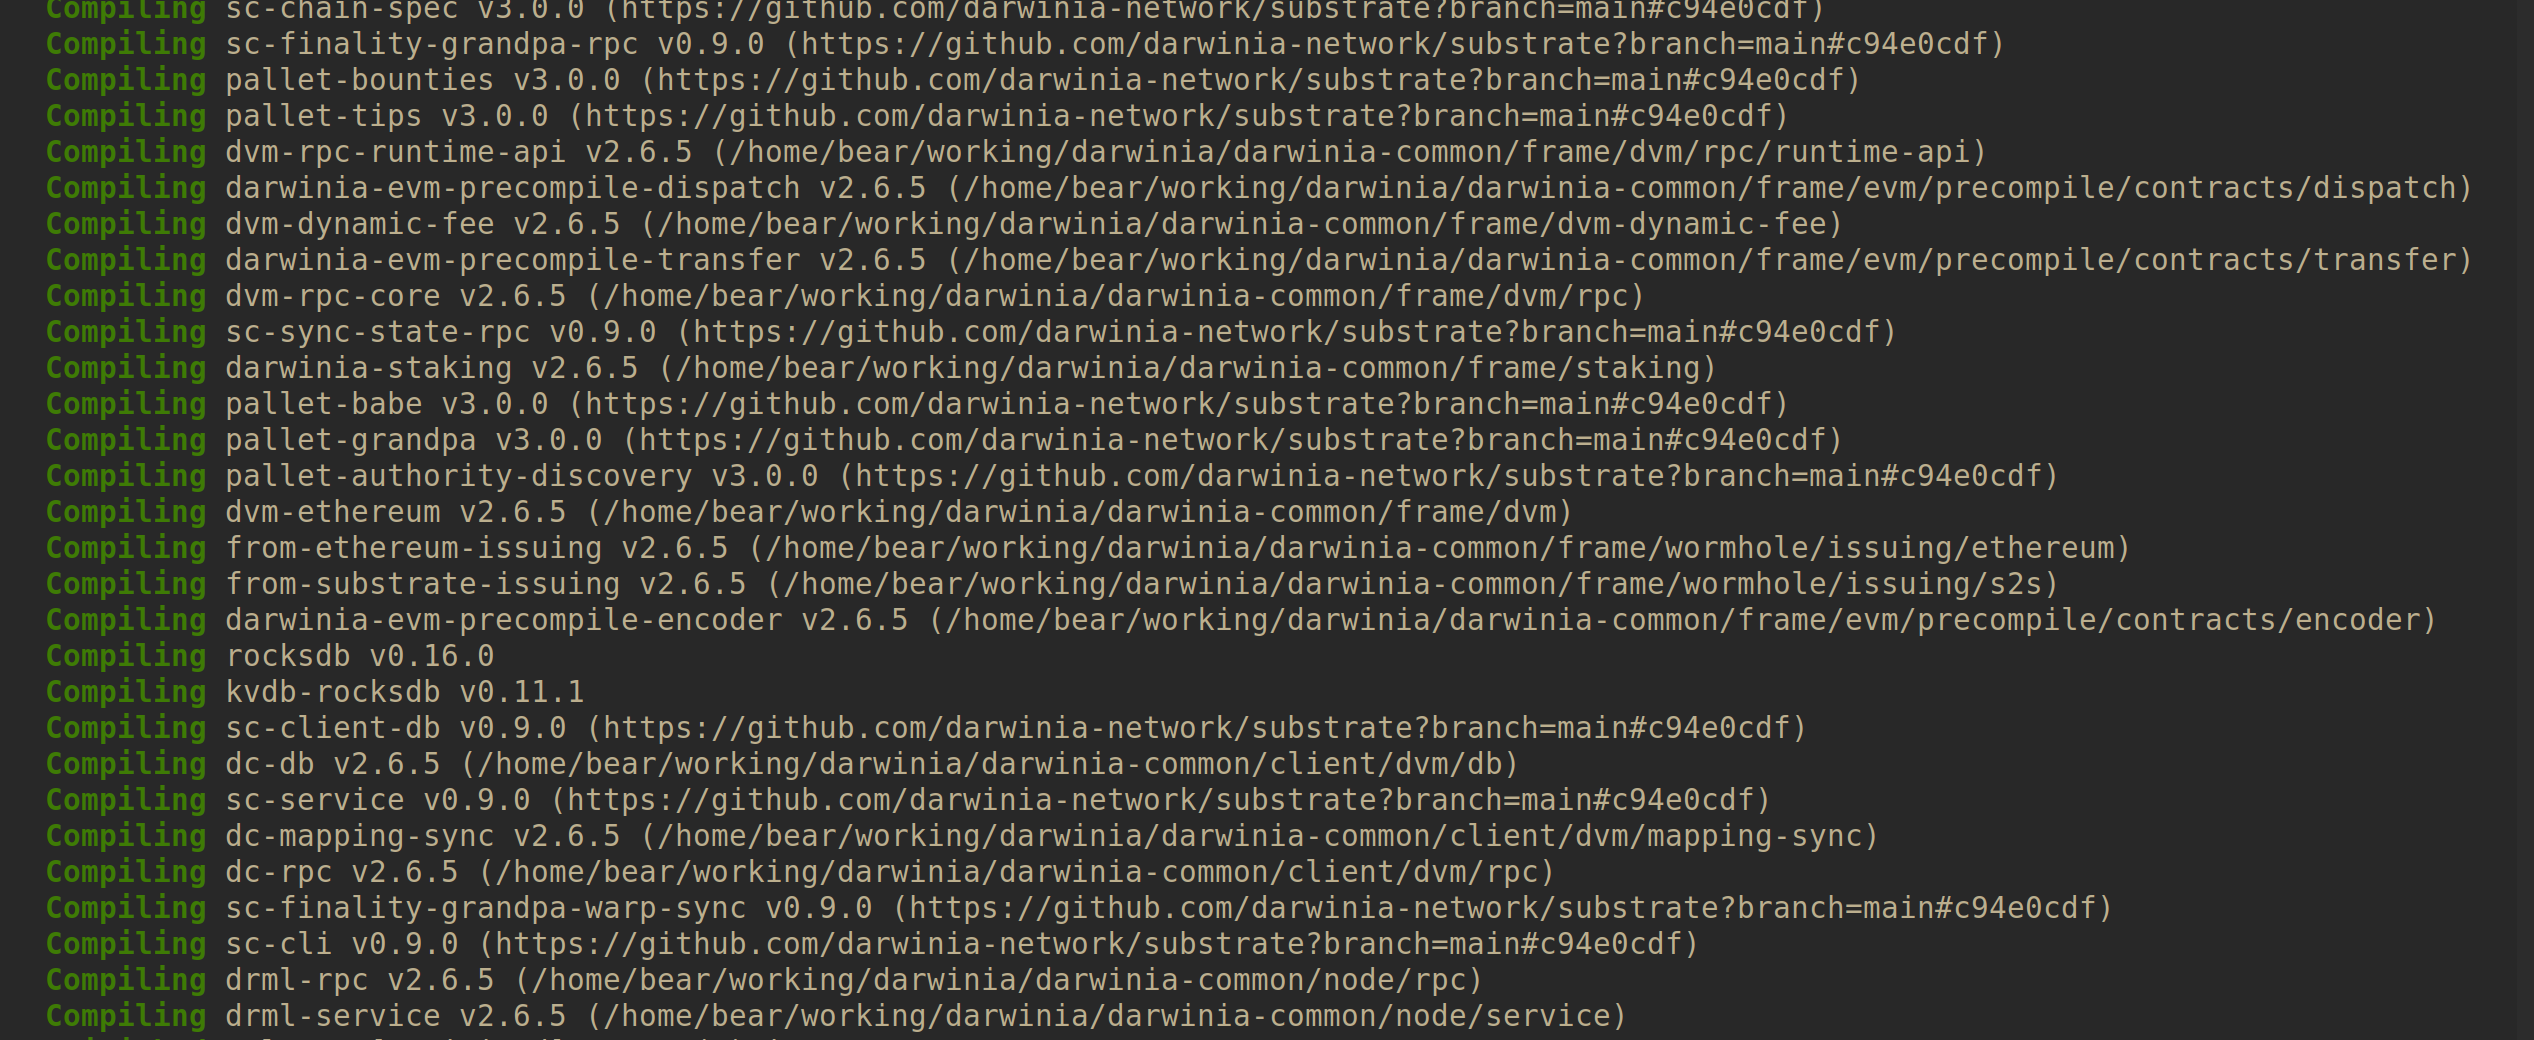 Compiling sc-chain-spec v3.0.0 (https://github.com/darwinia-network/substrate?branch=main#c94e0cdf)
Compiling sc-finality-grandpa-rpc v0.9.0 (https://github.com/darwinia-network/substrate?branch=main#c94e0cdf)
Compiling pallet-bounties v3.0.0 (https://github.com/darwinia-network/substrate?branch=main#c94e0cdf)
Compiling pallet-tips v3.0.0 (https://github.com/darwinia-network/substrate?branch=main#c94e0cdf)
Compiling dvm-rpc-runtime-api v2.6.5 (/home/bear/working/darwinia/darwinia-common/frame/dvm/rpc/runtime-api)
Compiling darwinia-evm-precompile-dispatch v2.6.5 (/home/bear/working/darwinia/darwinia-common/frame/evm/precompile/contracts/dispatch)
Compiling dvm-dynamic-fee v2.6.5 (/home/bear/working/darwinia/darwinia-common/frame/dvm-dynamic-fee)
Compiling darwinia-evm-precompile-transfer v2.6.5 (/home/bear/working/darwinia/darwinia-common/frame/evm/precompile/contracts/transfer)
Compiling dvm-rpc-core v2.6.5 (/home/bear/working/darwinia/darwinia-common/frame/dvm/rpc)
Compiling sc-sync-state-rpc v0.9.0 (https://github.com/darwinia-network/substrate?branch=main#c94e0cdf)
Compiling darwinia-staking v2.6.5 (/home/bear/working/darwinia/darwinia-common/frame/staking)
Compiling pallet-babe v3.0.0 (https://github.com/darwinia-network/substrate?branch=main#c94e0cdf)
Compiling pallet-grandpa v3.0.0 (https://github.com/darwinia-network/substrate?branch=main#c94e0cdf)
Compiling pallet-authority-discovery v3.0.0 (https://github.com/darwinia-network/substrate?branch=main#c94e0cdf)
Compiling dvm-ethereum v2.6.5 (/home/bear/working/darwinia/darwinia-common/frame/dvm)
Compiling from-ethereum-issuing v2.6.5 (/home/bear/working/darwinia/darwinia-common/frame/wormhole/issuing/ethereum)
Compiling from-substrate-issuing v2.6.5 (/home/bear/working/darwinia/darwinia-common/frame/wormhole/issuing/s2s)
Compiling darwinia-evm-precompile-encoder v2.6.5 (/home/bear/working/darwinia/darwinia-common/frame/evm/precompile/contracts/encoder)
Compiling rocksdb v0.16.0
Compiling kvdb-rocksdb v0.11.1
Compiling sc-client-db v0.9.0 (https://github.com/darwinia-network/substrate?branch=main#c94e0cdf)
Compiling dc-db v2.6.5 (/home/bear/working/darwinia/darwinia-common/client/dvm/db)
Compiling sc-service v0.9.0 (https://github.com/darwinia-network/substrate?branch=main#c94e0cdf)
Compiling dc-mapping-sync v2.6.5 (/home/bear/working/darwinia/darwinia-common/client/dvm/mapping-sync)
Compiling dc-rpc v2.6.5 (/home/bear/working/darwinia/darwinia-common/client/dvm/rpc)
Compiling sc-finality-grandpa-warp-sync v0.9.0 (https://github.com/darwinia-network/substrate?branch=main#c94e0cdf)
Compiling sc-cli v0.9.0 (https://github.com/darwinia-network/substrate?branch=main#c94e0cdf)
Compiling drml-rpc v2.6.5 (/home/bear/working/darwinia/darwinia-common/node/rpc)
Compiling drml-service v2.6.5 (/home/bear/working/darwinia/darwinia-common/node/service)